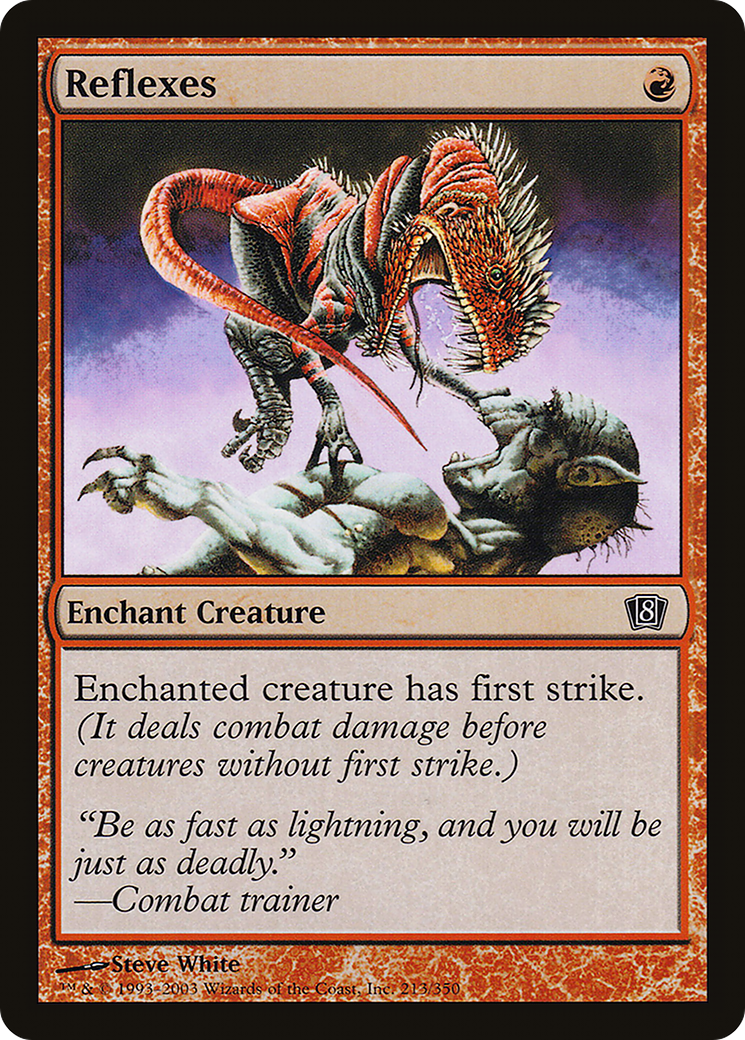 Reflexes
Enchant Creature
8
Enchanted creature has first strike.
(It deals combat damage before
creatures without first strike.)
“Be as fast as lightning, and you will be
just as deadly.”
—Combat trainer
Steve White
™ & © 1993–2003 Wizards of the Coast, Inc. 213/350